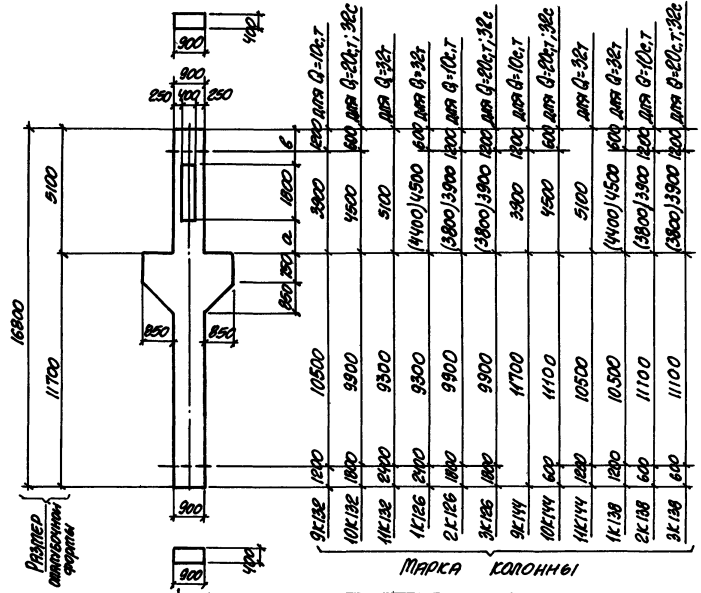 900
400
900
250 400 250
16800
5100
11700
в
1800
а
750
850
850 850
900
900
400
1200 для Q=10с,т
600 для Q=20с,т; 32с
для Q=32т
600 для Q=32т
1200 для Q=10с,т
1200 для Q=20с,т; 32с
1200 для Q=10с,т
600 для Q=20с,т; 32с
для Q=32т
600 для Q=32т
1200 для Q=10с,т
1200 для Q=20с,т; 32с
3900
4500
5100
(4400) 4500
(3800) 3900
(3800) 3900
3900
4500
5100
(4400) 4500
(3800) 3900
(3800) 3900
10500
9900
9300
9300
9900
9900
11700
11100
10500
10500
11100
11100
1200
1800
2400
2400
1800
1800
600
1200
1200
600
600
9К132
10К132
11К132
1К126
2К126
3К126
9К144
10К144
11К144
1К138
2К138
3К138
Размер
опалубочной
формы
Марка колонны